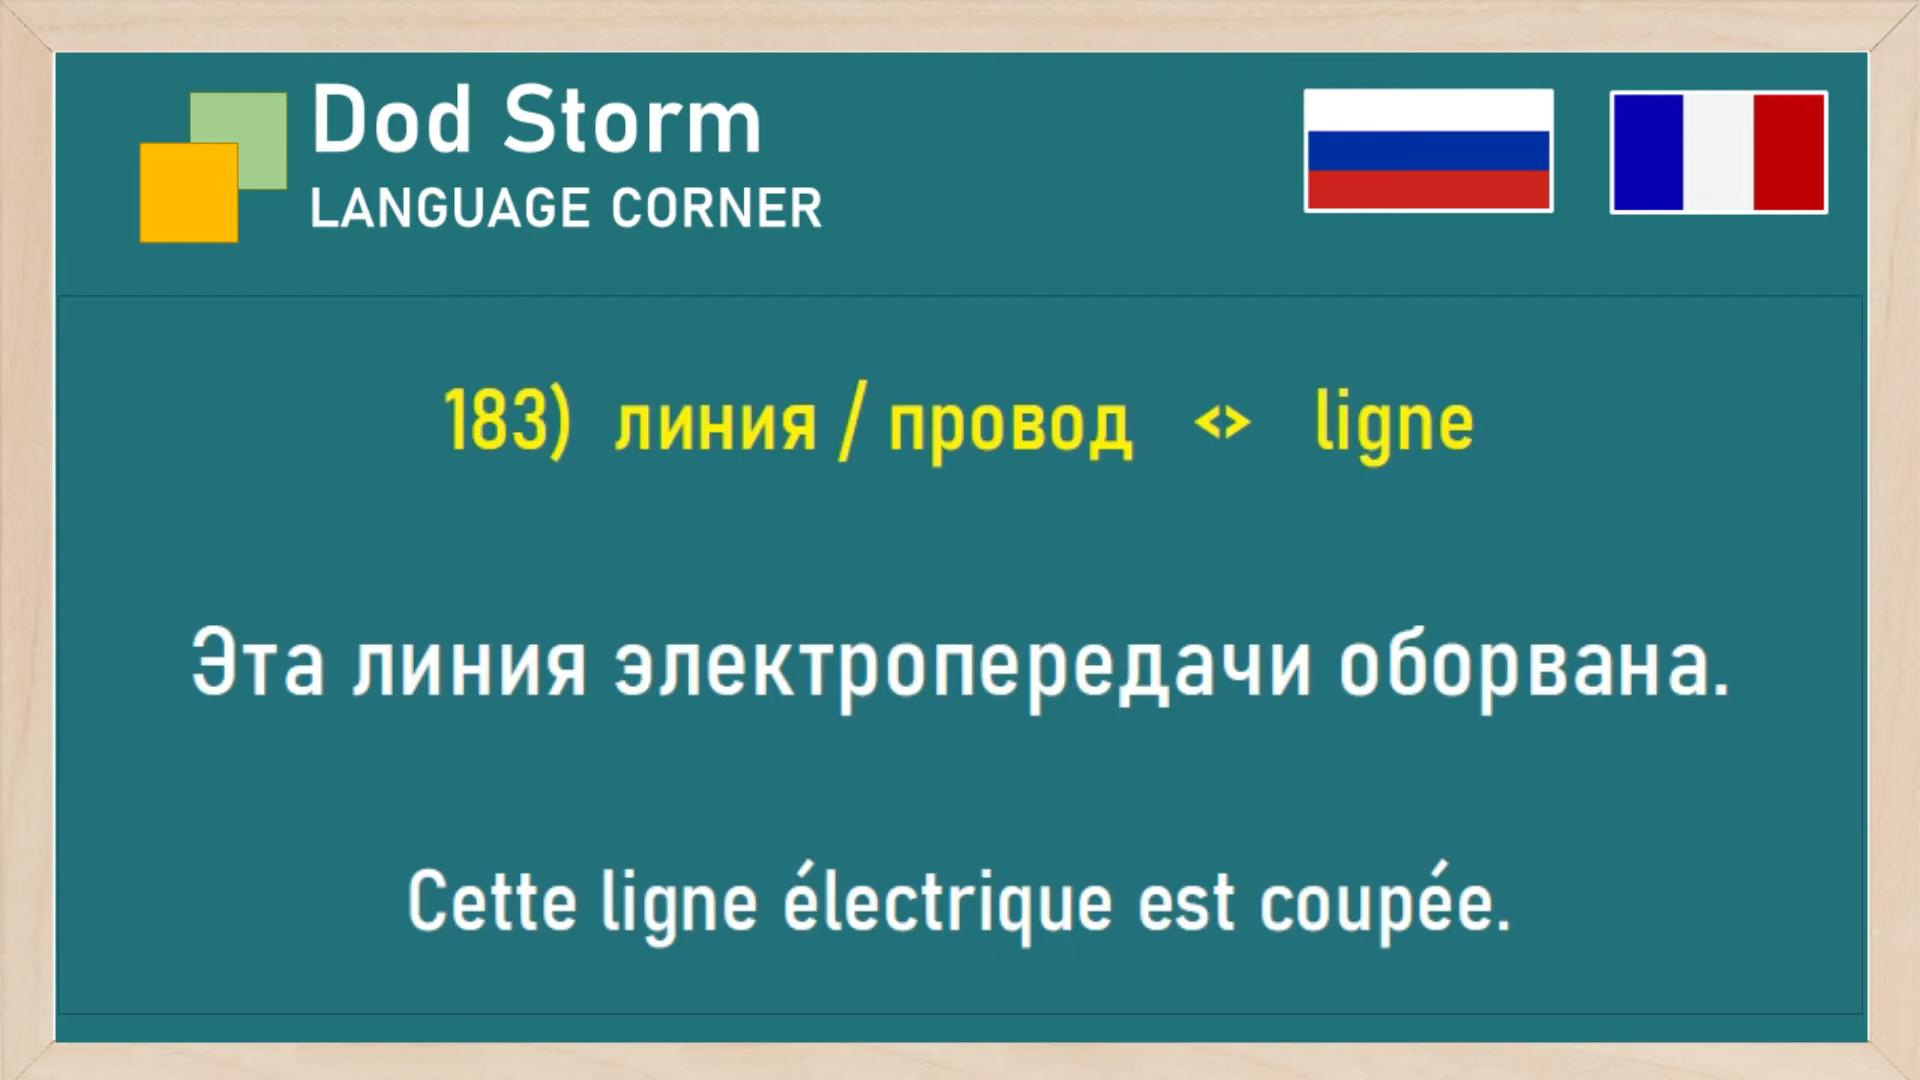 Dod Storm
LANGUAGE CORNER
183) линия / провод <> ligne
Эта линия электропередачи оборвана.
Cette ligne électrique est coupée.